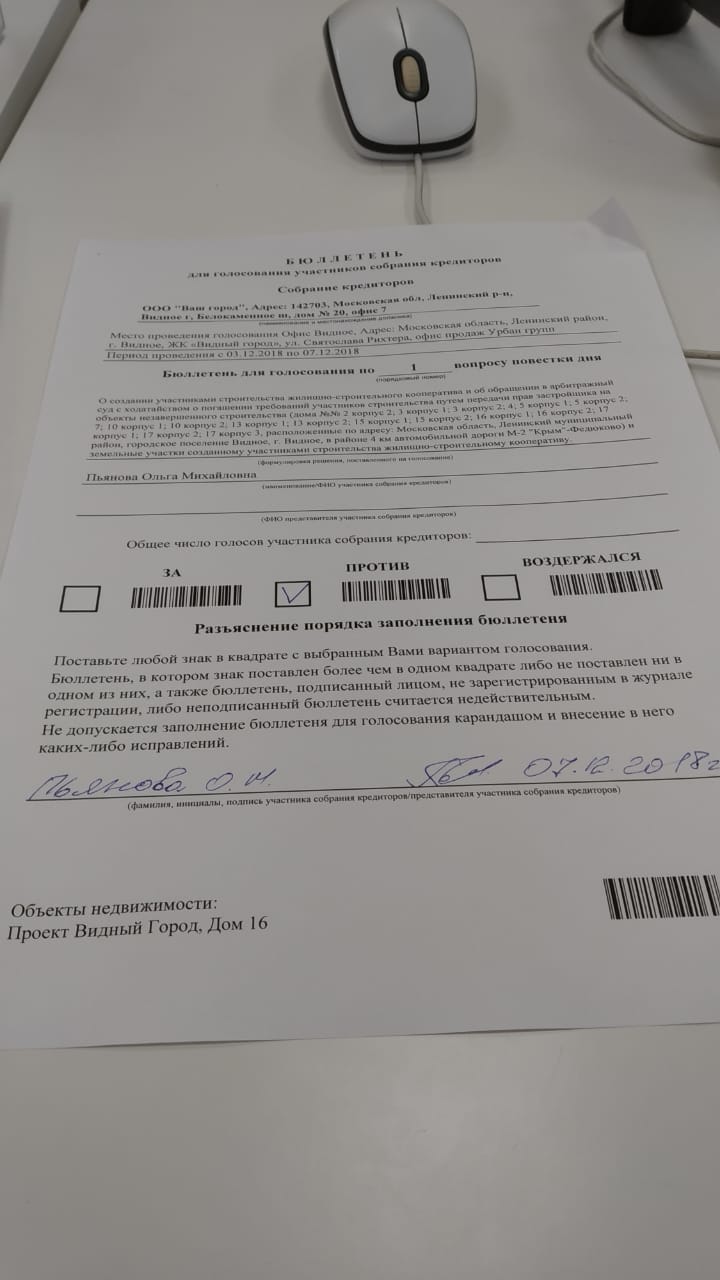 БЮЛЛЕТЕНЬ
для голосования участников собрания кредиторов
Собрание кредиторов
ООО "Ваш город", Адрес: 142703, Московская обл, Ленинский р-н,
Видное г, Белокаменное ш, дом № 20, офис 7
(наименование и местонахождение должника)
Место проведения голосования Офис Видное, Адрес: Московская область, Ленинский район,
г. Видное, ЖК «Видный город», ул. Святослава Рихтера, офис продаж Урбан групп
Период проведения с 03.12.2018 по 07.12.2018
Бюллетень для голосования по 1 вопросу повестки дня
(порядковый номер)
О создании участниками строительства жилищно-строительного кооператива и об обращении в арбитражный
суд с ходатайством о погашении требований участников строительства путем передачи прав застройщика на
объекты незавершенного строительства (дома №№ 2 корпус 2; 3 корпус 1; 3 корпус 2; 4; 5 корпус 1; 5 корпус 2;
7; 10 корпус 1; 10 корпус 2; 13 корпус 1; 13 корпус 2; 15 корпус 1; 15 корпус 2; 16 корпус 1; 16 корпус 2; 17
корпус 1; 17 корпус 2; 17 корпус 3, расположенные по адресу: Московская область, Ленинский муниципальный
район, городское поселение Видное, г. Видное, в районе 4 км автомобильной дороги М-2 "Крым"-Федюково) и
земельные участки созданному участниками строительства жилищно-строительному кооперативу.
(формулировка решения, поставленного на голосование)
Пьянова Ольга Михайловна
(наименование/ФИО участника собрания кредиторов)
(ФИО представителя участника собрания кредиторов)
Общее число голосов участника собрания кредиторов:
ЗА ПРОТИВ ВОЗДЕРЖАЛСЯ
Разъяснение порядка заполнения бюллетеня
Поставьте любой знак в квадрате с выбранным Вами вариантом голосования.
Бюллетень, в котором знак поставлен более чем в одном квадрате либо не поставлен ни в
одном из них, а также бюллетень, подписанный лицом, не зарегистрированным в журнале
регистрации, либо неподписанный бюллетень считается недействительным.
Не допускается заполнение бюллетеня для голосования карандашом и внесение в него
каких-либо исправлений.
Пьянова О. М. 07.12.2018г
(фамилия, инициалы, подпись участника собрания кредиторов/представителя участника собрания кредиторов)
Объекты недвижимости:
Проект Видный Город, Дом 16